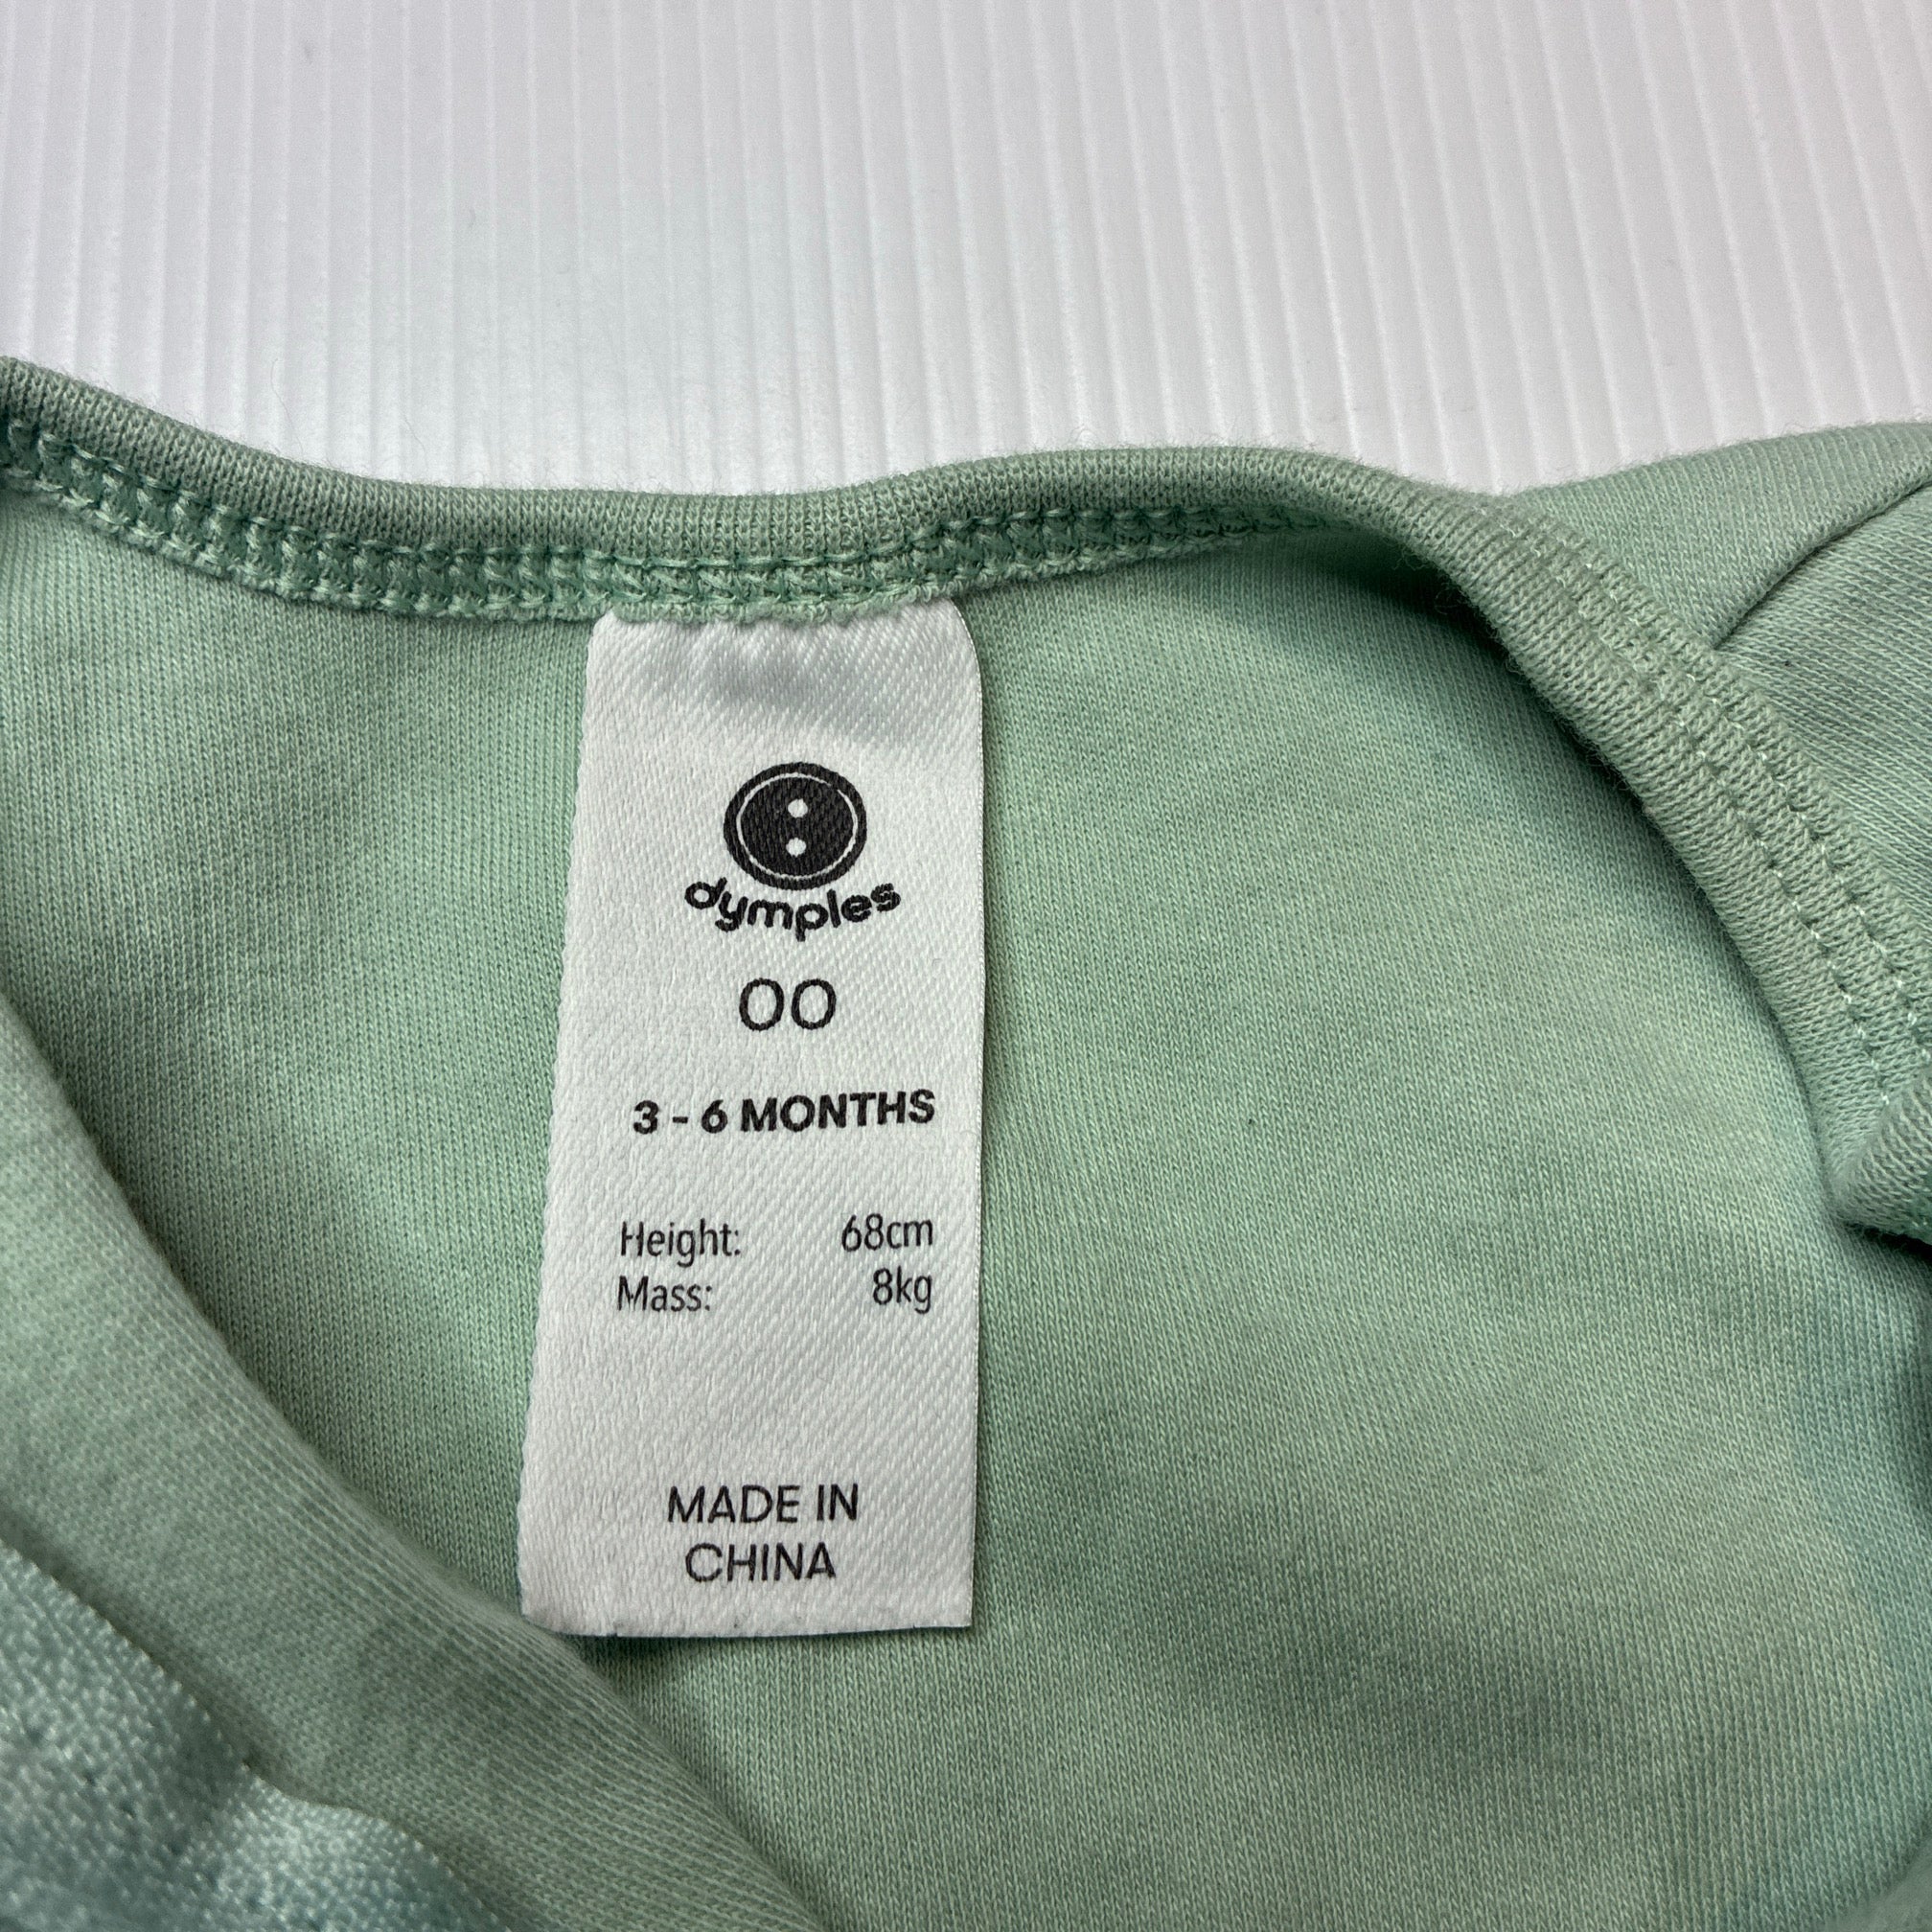 dymples
00
3 - 6 MONTHS
Height: 68cm
Mass: 8kg
MADE IN
CHINA